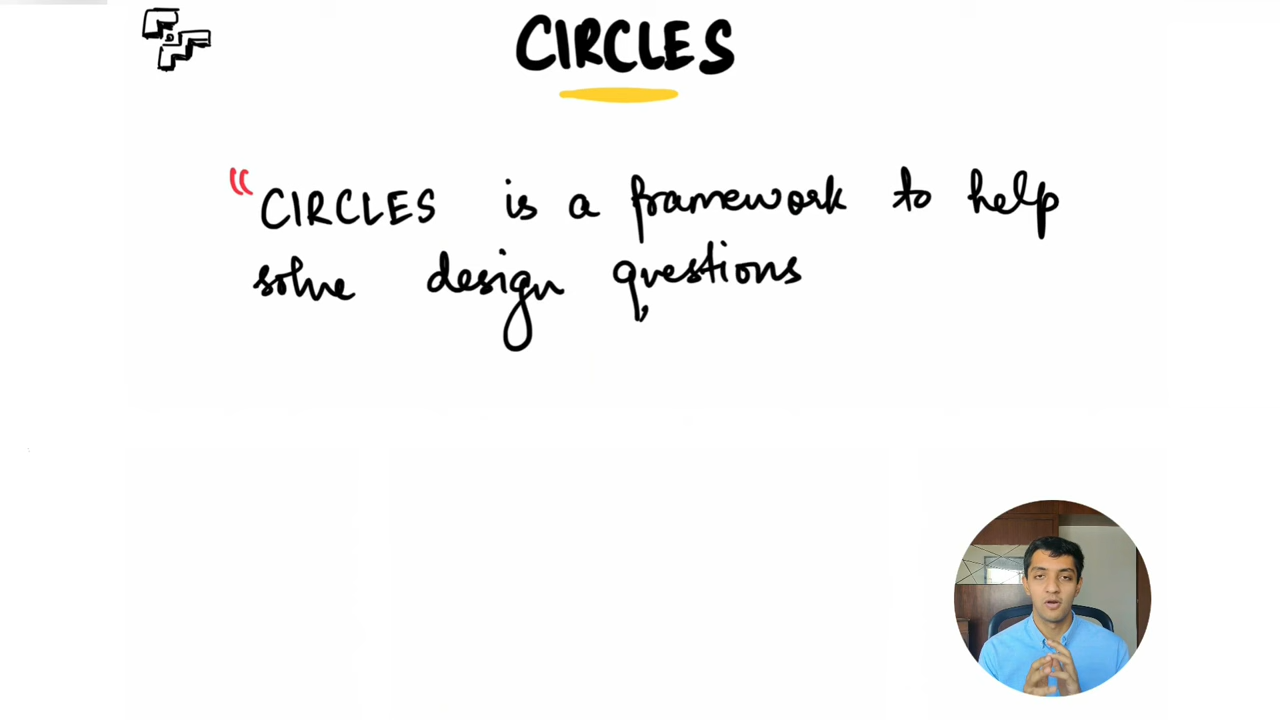 CIRCLES
“CIRCLES is a framework to help
solve design questions